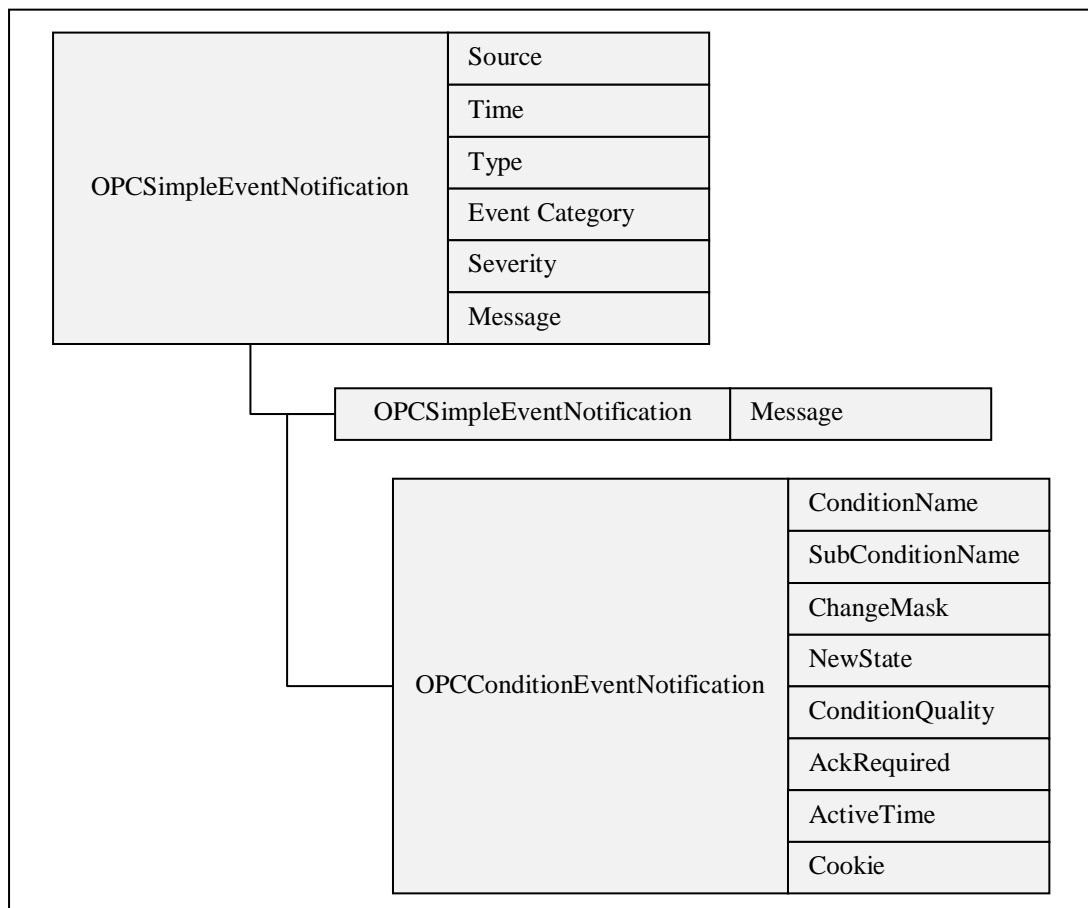 OPCSimpleEventNotification
Source
Time
Type
Event Category
Severity
Message
OPCSimpleEventNotification
Message
OPCConditionEventNotification
ConditionName
SubConditionName
ChangeMask
NewState
ConditionQuality
AckRequired
ActiveTime
Cookie